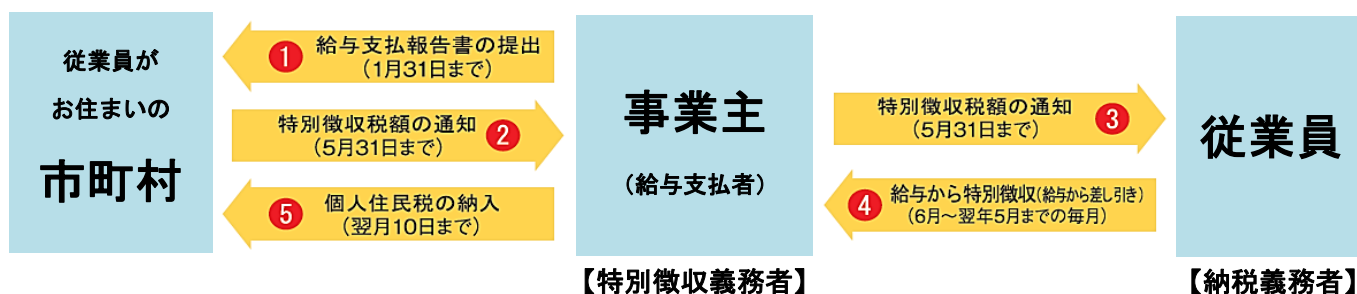 従業員が
お住まいの
市町村
❶ 給与支払報告書の提出
（1月31日まで）
特別徴収税額の通知 ❷
（5月31日まで）
❺ 個人住民税の納入
（翌月10日まで）
事業主
（給与支払者）
【特別徴収義務者】
特別徴収税額の通知 ❸
（5月31日まで）
❹ 給与から特別徴収（給与から差し引き）
（6月～翌年5月までの毎月）
従業員
【納税義務者】